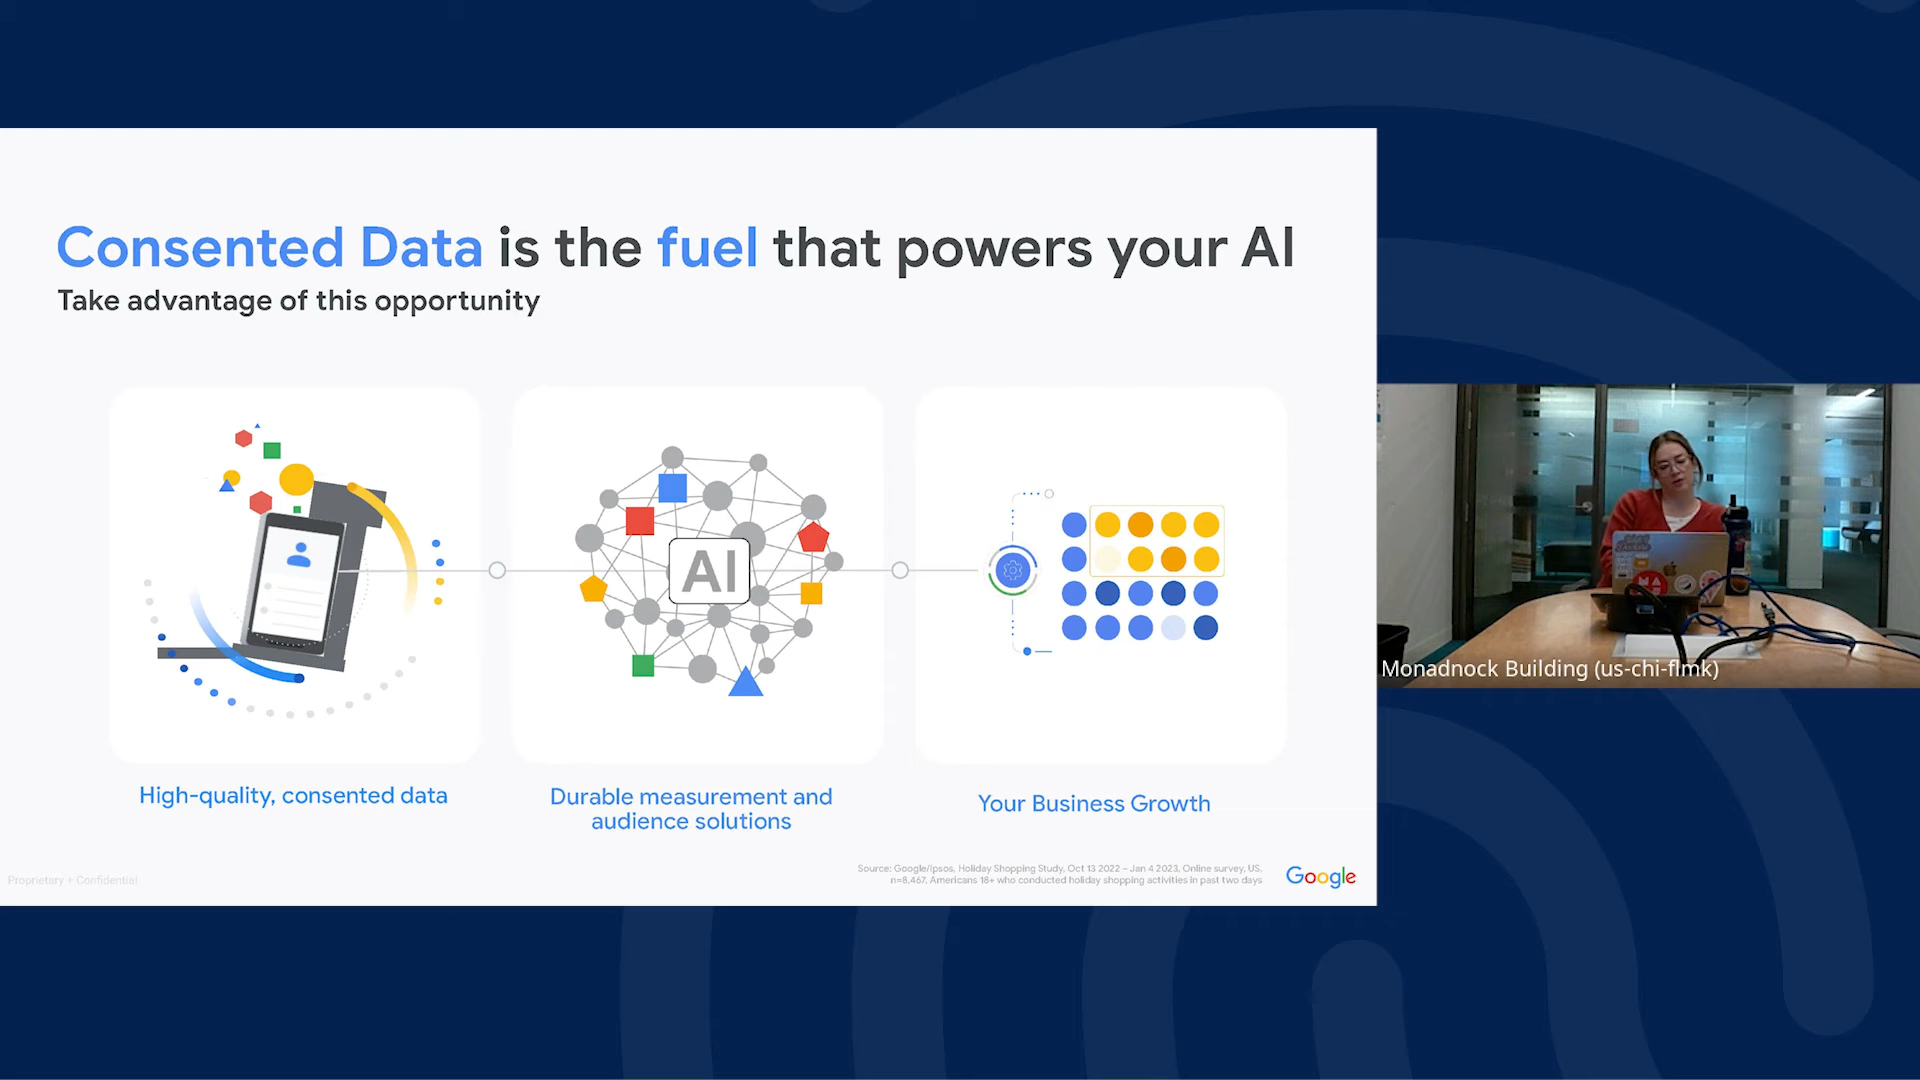 Consented Data is the fuel that powers your AI
Take advantage of this opportunity
AI
High-quality, consented data
Durable measurement and
audience solutions
Your Business Growth
Source: Google/Ipsos, Holiday Shopping Study, Oct 13 2022 – Jan 4 2023, Online survey, US,
n=8,467, Americans 18+ who conducted holiday shopping activities in past two days
Proprietary + Confidential
Google
Monadnock Building (us-chi-flmk)